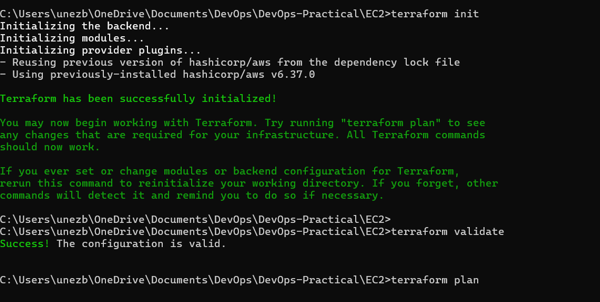 C:\Users\unezb\OneDrive\Documents\DevOps\DevOps-Practical\EC2>terraform init
Initializing the backend...
Initializing modules...
Initializing provider plugins...
- Reusing previous version of hashicorp/aws from the dependency lock file
- Using previously-installed hashicorp/aws v6.37.0
Terraform has been successfully initialized!
You may now begin working with Terraform. Try running "terraform plan" to see
any changes that are required for your infrastructure. All Terraform commands
should now work.
If you ever set or change modules or backend configuration for Terraform,
rerun this command to reinitialize your working directory. If you forget, other
commands will detect it and remind you to do so if necessary.
C:\Users\unezb\OneDrive\Documents\DevOps\DevOps-Practical\EC2>
C:\Users\unezb\OneDrive\Documents\DevOps\DevOps-Practical\EC2>terraform validate
Success! The configuration is valid.
C:\Users\unezb\OneDrive\Documents\DevOps\DevOps-Practical\EC2>terraform plan